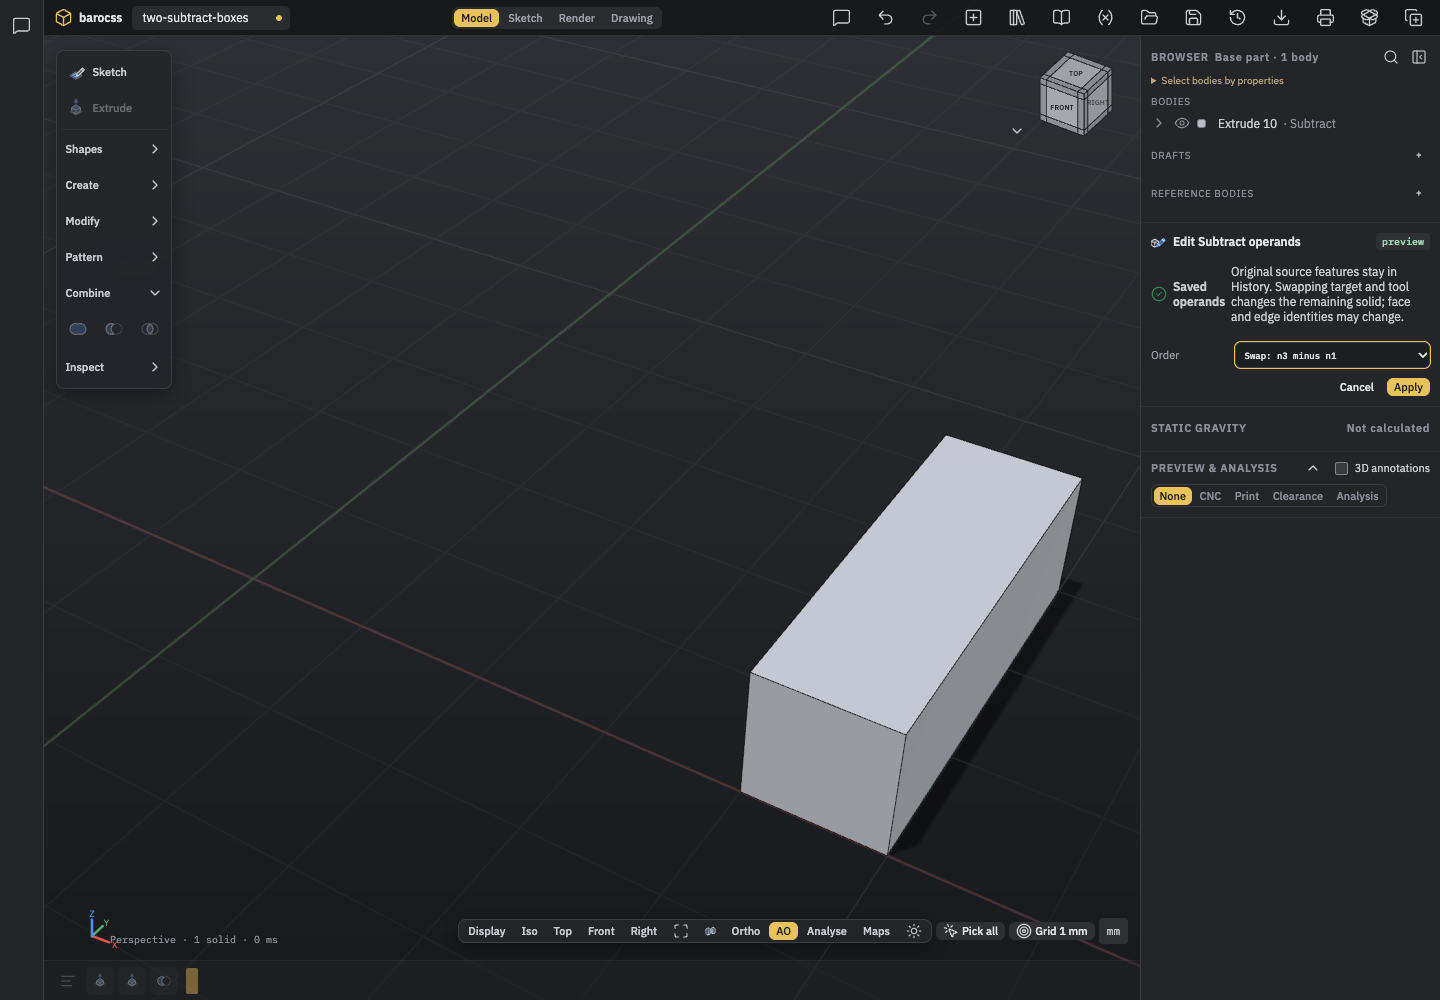 barocss
two-subtract-boxes
Model Sketch Render Drawing
Sketch
Extrude
Shapes
Create
Modify
Pattern
Combine
Inspect
TOP
FRONT
RIGHT
BROWSER Base part · 1 body
Select bodies by properties
BODIES
Extrude 10 · Subtract
DRAFTS
REFERENCE BODIES
Edit Subtract operands preview
Saved operands
Original source features stay in
History. Swapping target and tool
changes the remaining solid; face
and edge identities may change.
Order Swap: n3 minus n1
Cancel Apply
STATIC GRAVITY Not calculated
PREVIEW & ANALYSIS 3D annotations
None CNC Print Clearance Analysis
Z
Y
X
Perspective · 1 solid · 0 ms
Display Iso Top Front Right Ortho AO Analyse Maps Pick all Grid 1 mm mm